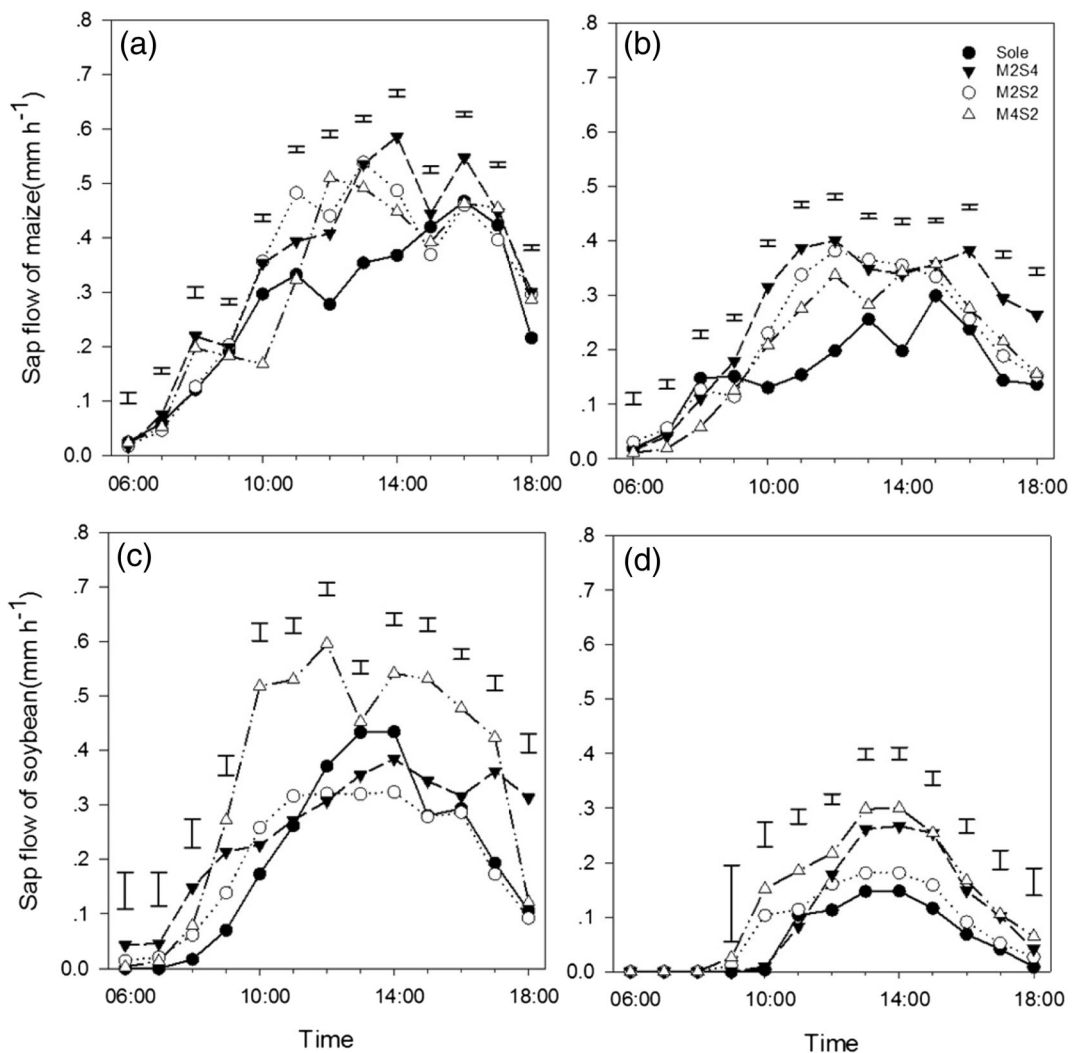 (a)
Sap flow of maize(mm h-1)
.8
.7
.6
.5
.4
.3
.2
.1
0.0
06:00 10:00 14:00 18:00
(b)
Sole
M2S4
M2S2
M4S2
.8
.7
.6
.5
.4
.3
.2
.1
0.0
06:00 10:00 14:00 18:00
(c)
Sap flow of soybean(mm h-1)
.8
.7
.6
.5
.4
.3
.2
.1
0.0
06:00 10:00 14:00 18:00
Time
(d)
.8
.7
.6
.5
.4
.3
.2
.1
0.0
06:00 10:00 14:00 18:00
Time